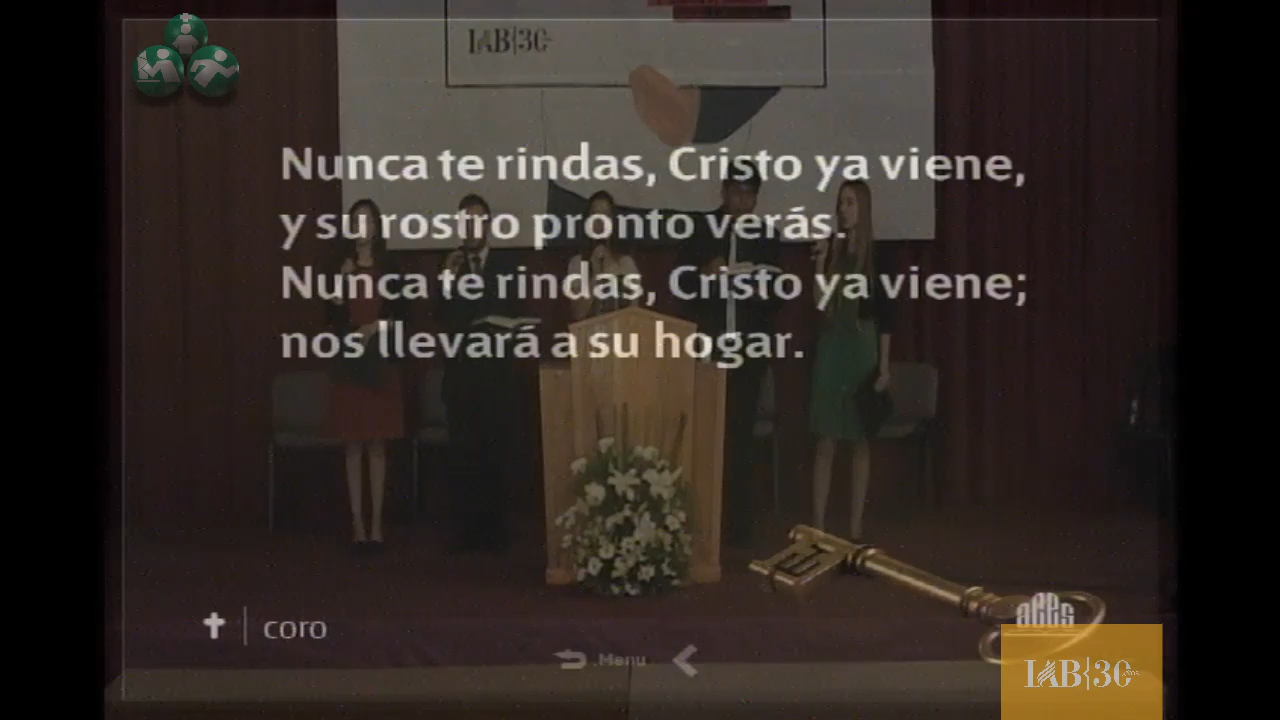 IAB|30
Nunca te rindas, Cristo ya viene,
y su rostro pronto verás.
Nunca te rindas, Cristo ya viene;
nos llevará a su hogar.
coro
Menu
aces
IAB|30